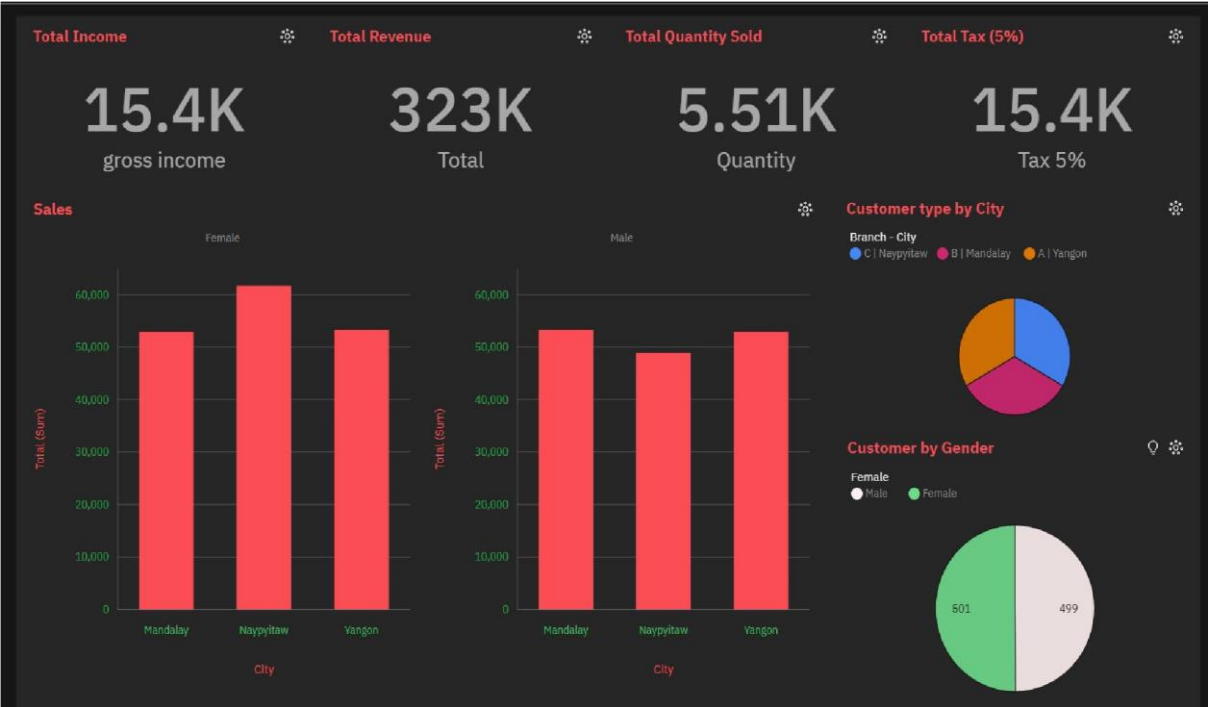 Total Income
Total Revenue
Total Quantity Sold
Total Tax (5%)
15.4K
323K
5.51K
15.4K
gross income
Total
Quantity
Tax 5%
Sales
Female
Male
60,000
50,000
40,000
30,000
20,000
10,000
0
Total (Sum)
Mandalay
Naypyitaw
Yangon
City
60,000
50,000
40,000
30,000
20,000
10,000
0
Total (Sum)
Mandalay
Naypyitaw
Yangon
City
Customer type by City
Branch - City
C | Naypyitaw B | Mandalay A | Yangon
Customer by Gender
Female
Male Female
501
499